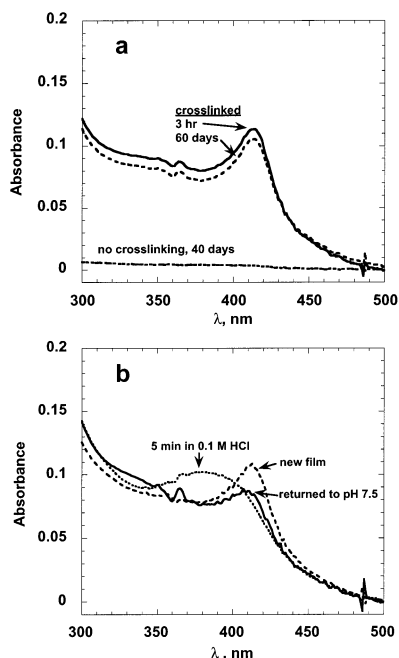 a
0.2
0.15
0.1
0.05
0
Absorbance
crosslinked
3 hr
60 days
no crosslinking, 40 days
300
350
400
450
500
λ, nm
b
0.2
0.15
0.1
0.05
0
Absorbance
5 min in 0.1 M HCl
new film
returned to pH 7.5
300
350
400
450
500
λ, nm